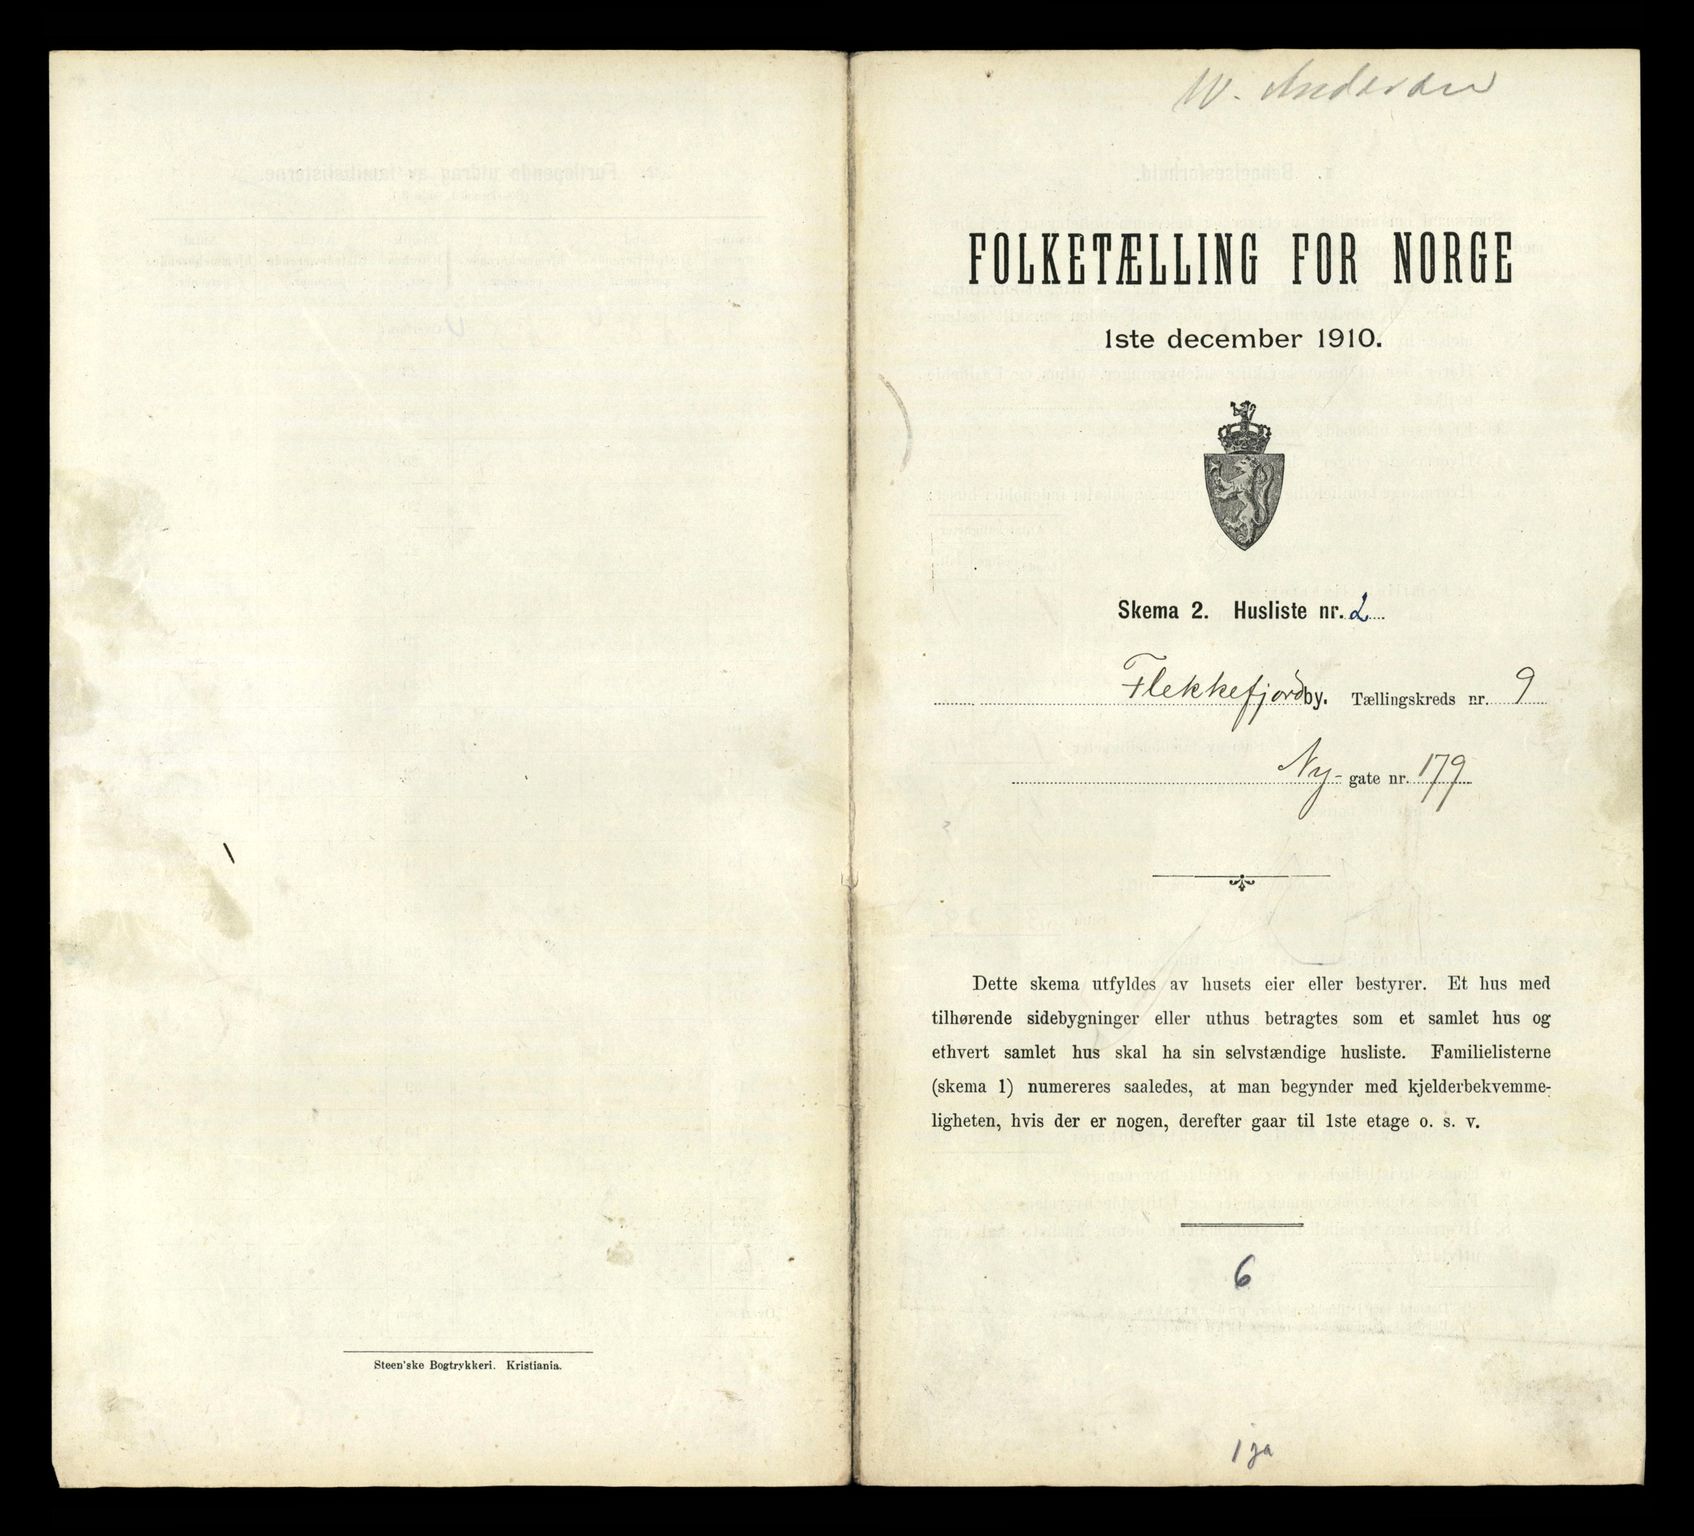 W. Andersen
FOLKETÆLLING FOR NORGE
1ste december 1910.
Skema 2. Husliste nr. 2
Flekkefjord by. Tællingskreds nr. 9
Ny- gate nr. 179
Dette skema utfyldes av husets eier eller bestyrer. Et hus med
tilhørende sidebygninger eller uthus betragtes som et samlet hus og
ethvert samlet hus skal ha sin selvstændige husliste. Familielisterne
(skema 1) numereres saaledes, at man begynder med kjelderbekvemme-
ligheten, hvis der er nogen, derefter gaar til 1ste etage o. s. v.
6
1 ja
Steen'ske Bogtrykkeri. Kristiania.